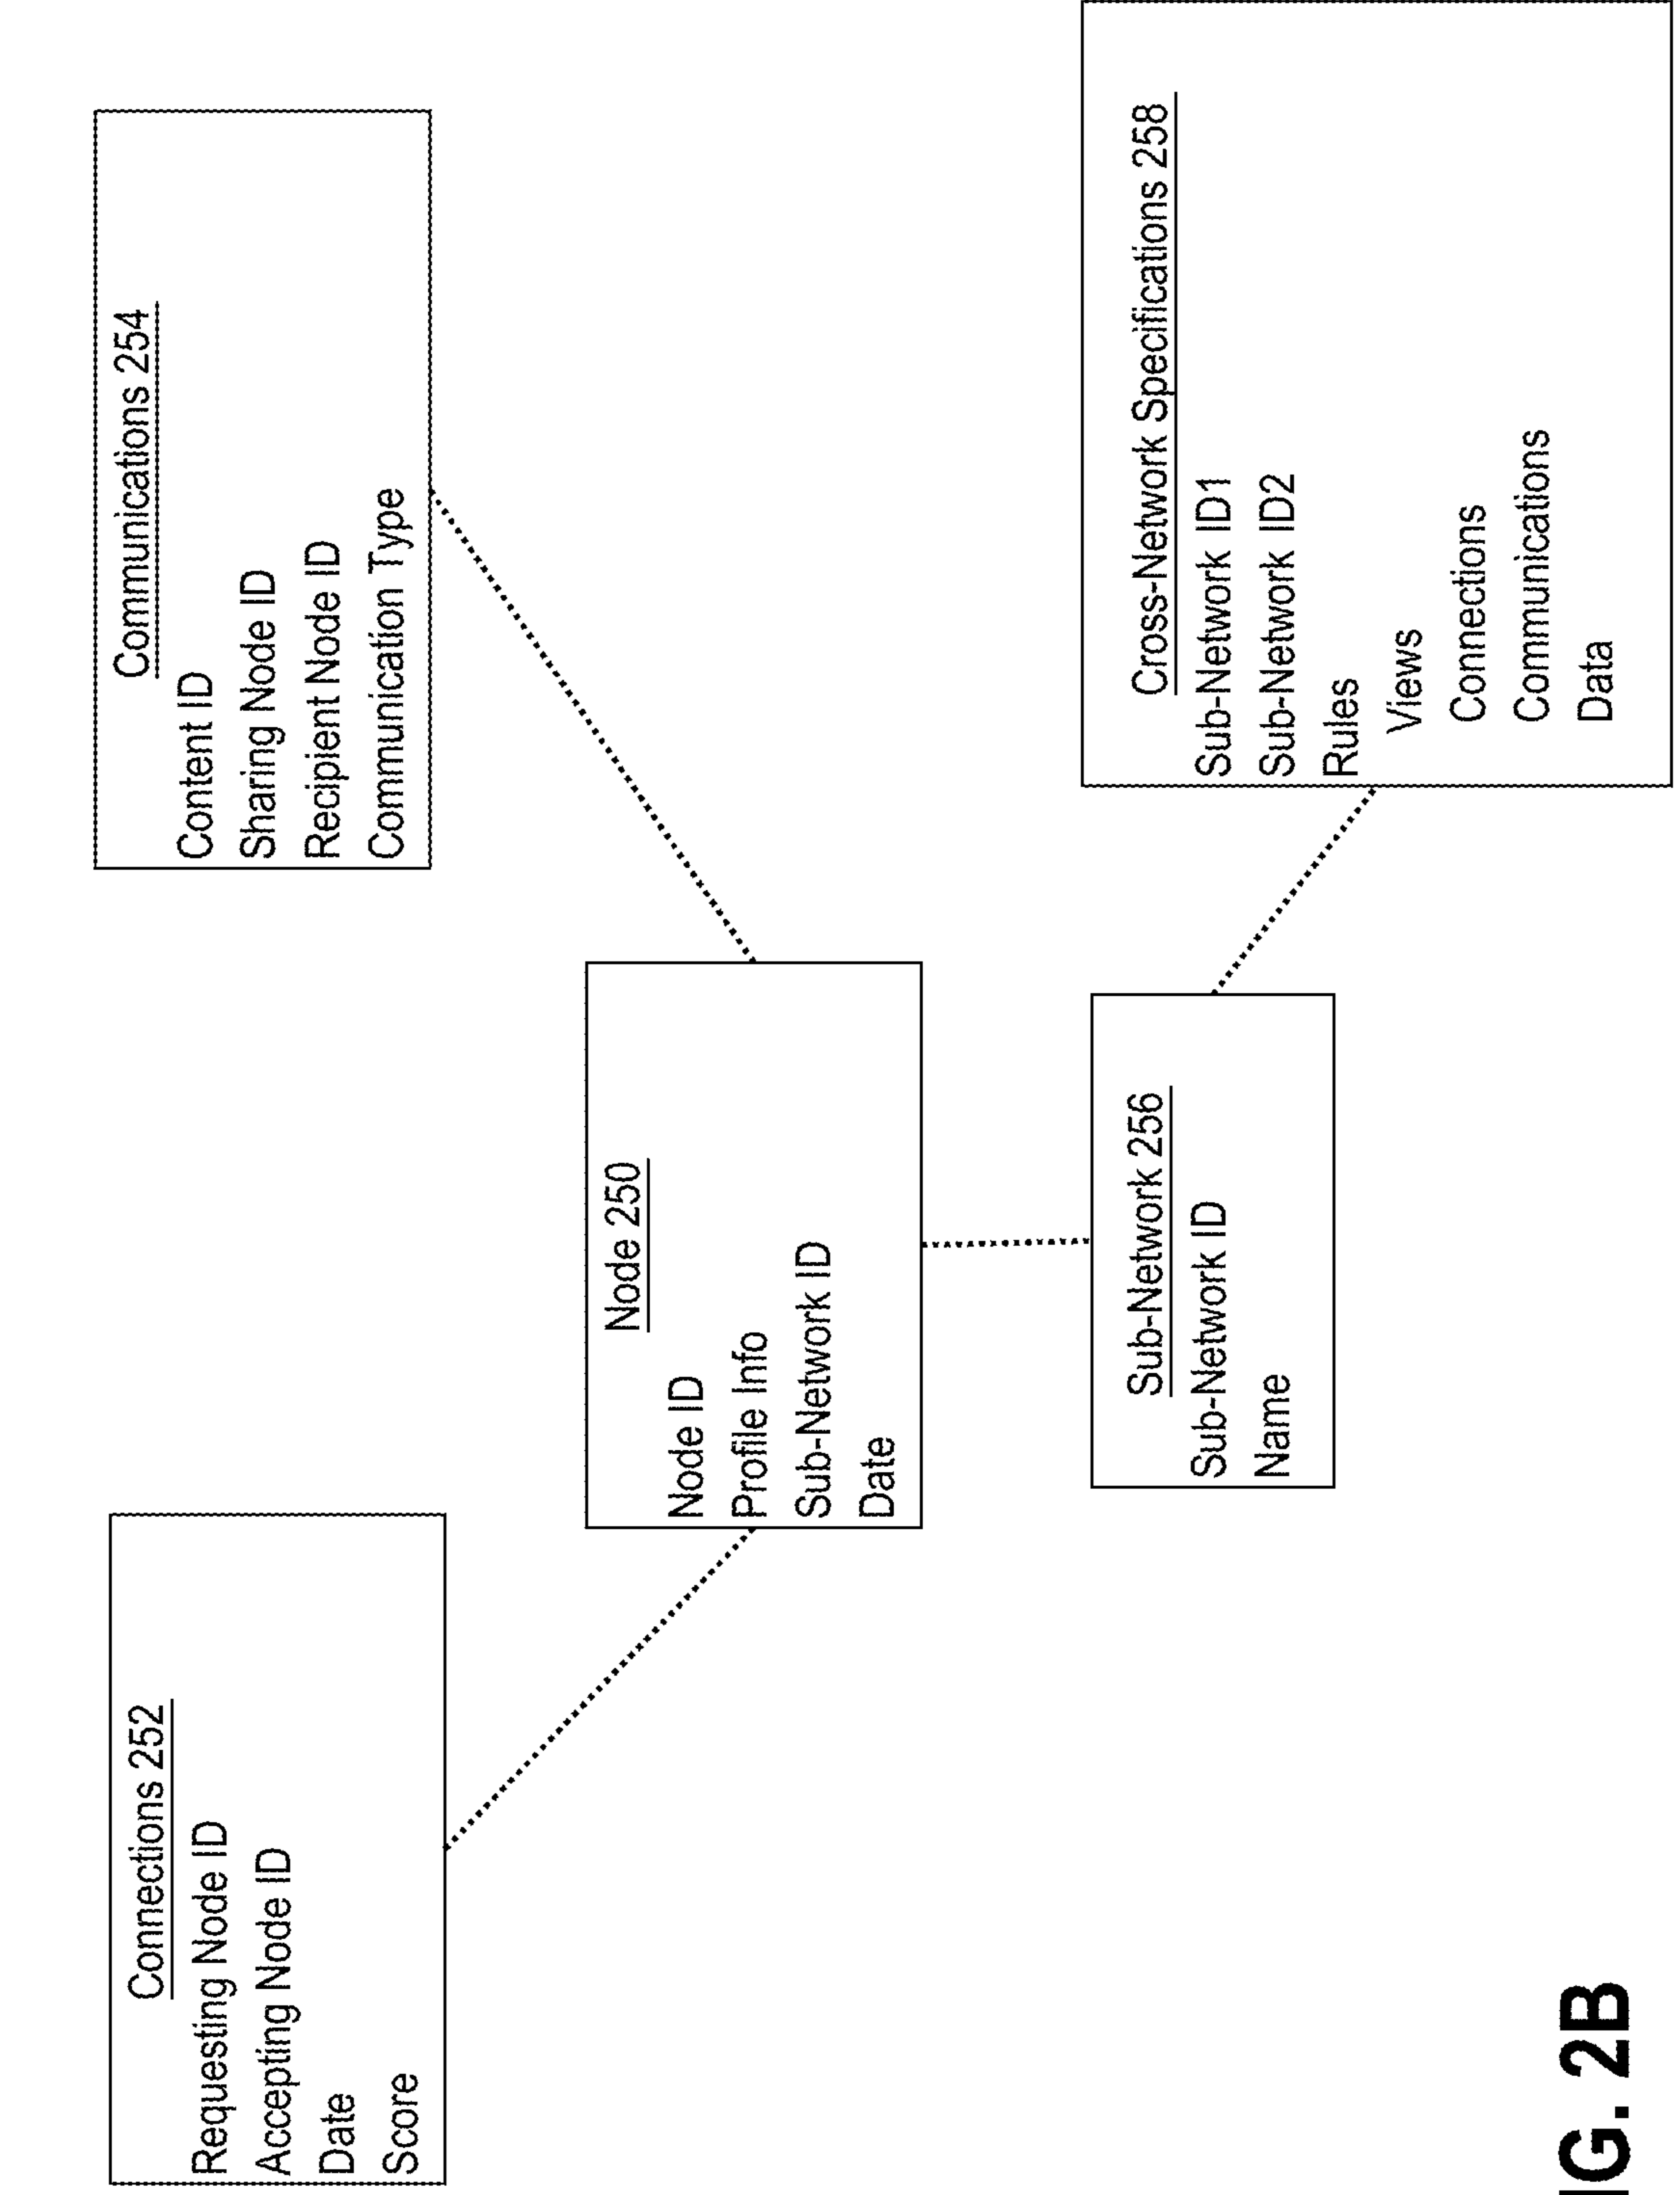 Connections 252
Requesting Node ID
Accepting Node ID
Date
Score
Communications 254
Content ID
Sharing Node ID
Recipient Node ID
Communication Type
Node 250
Node ID
Profile Info
Sub-Network ID
Date
Sub-Network 256
Sub-Network ID
Name
Cross-Network Specifications 258
Sub-Network ID1
Sub-Network ID2
Rules
Views
Connections
Communications
Data
IG. 2B